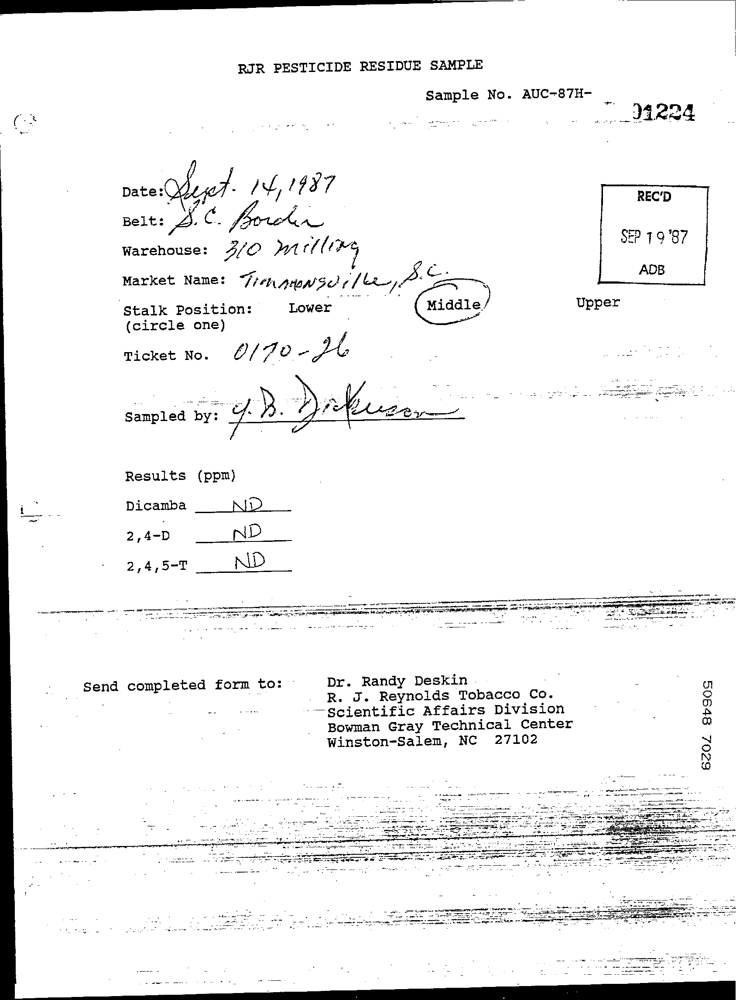 RJR PESTICIDE RESIDUE SAMPLE
Sample No. AUC-87H-
01224
Date: Sept. 14, 1987
REC'D
SEP 19 '87
ADB
Belt: S.C. Border
Warehouse: 310 Milling
Market Name: Timmonsville, S.C.
Stalk Position: Lower Middle Upper
(circle one)
Ticket No. 0170-26
Sampled by: Y. B. Dickerson
Results (ppm)
Dicamba ND
2,4-D ND
2,4,5-T ND
Send completed form to: Dr. Randy Deskin
R. J. Reynolds Tobacco Co.
Scientific Affairs Division
Bowman Gray Technical Center
Winston-Salem, NC 27102
50648 7029